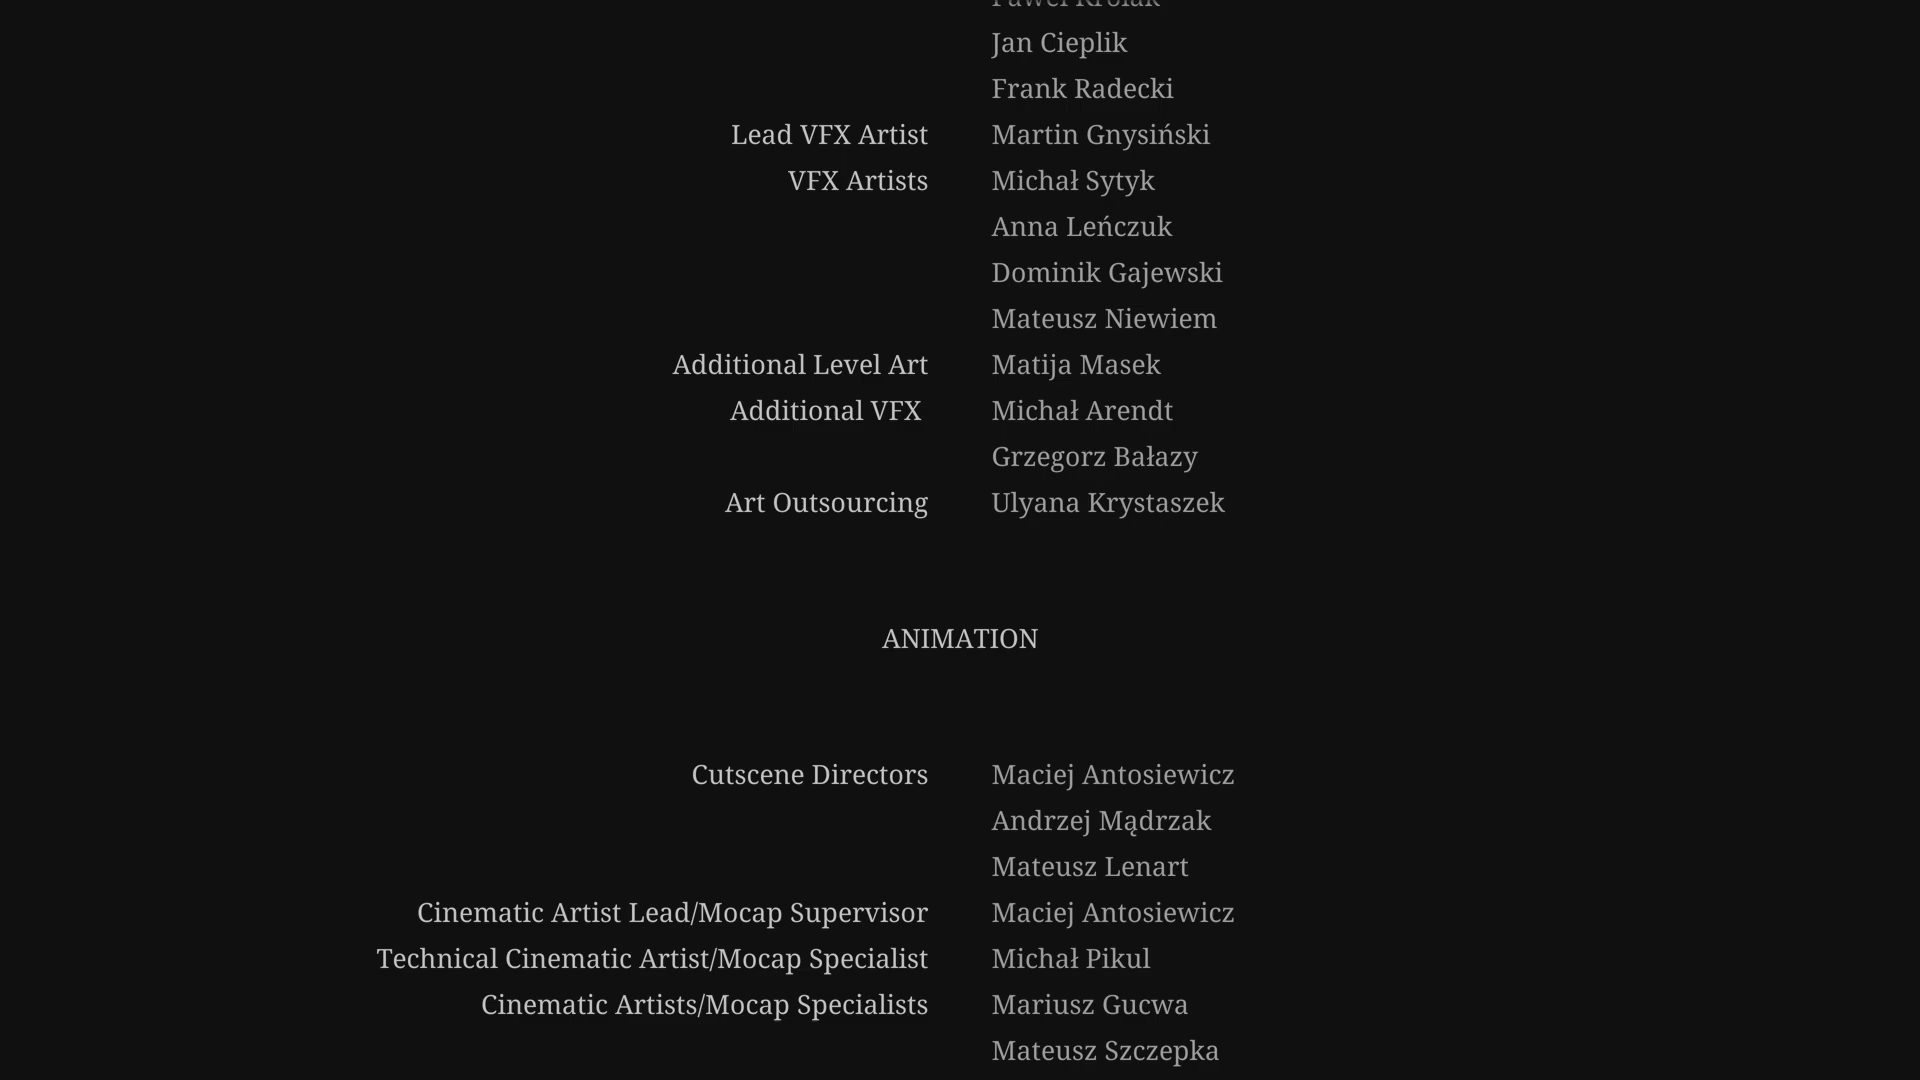 Jan Cieplik
Frank Radecki
Lead VFX Artist Martin Gnysiński
VFX Artists Michał Sytyk
Anna Leńczuk
Dominik Gajewski
Mateusz Niewiem
Additional Level Art Matija Masek
Additional VFX Michał Arendt
Grzegorz Bałazy
Art Outsourcing Ulyana Krystaszek
ANIMATION
Cutscene Directors Maciej Antosiewicz
Andrzej Mądrzak
Mateusz Lenart
Cinematic Artist Lead/Mocap Supervisor Maciej Antosiewicz
Technical Cinematic Artist/Mocap Specialist Michał Pikul
Cinematic Artists/Mocap Specialists Mariusz Gucwa
Mateusz Szczepka